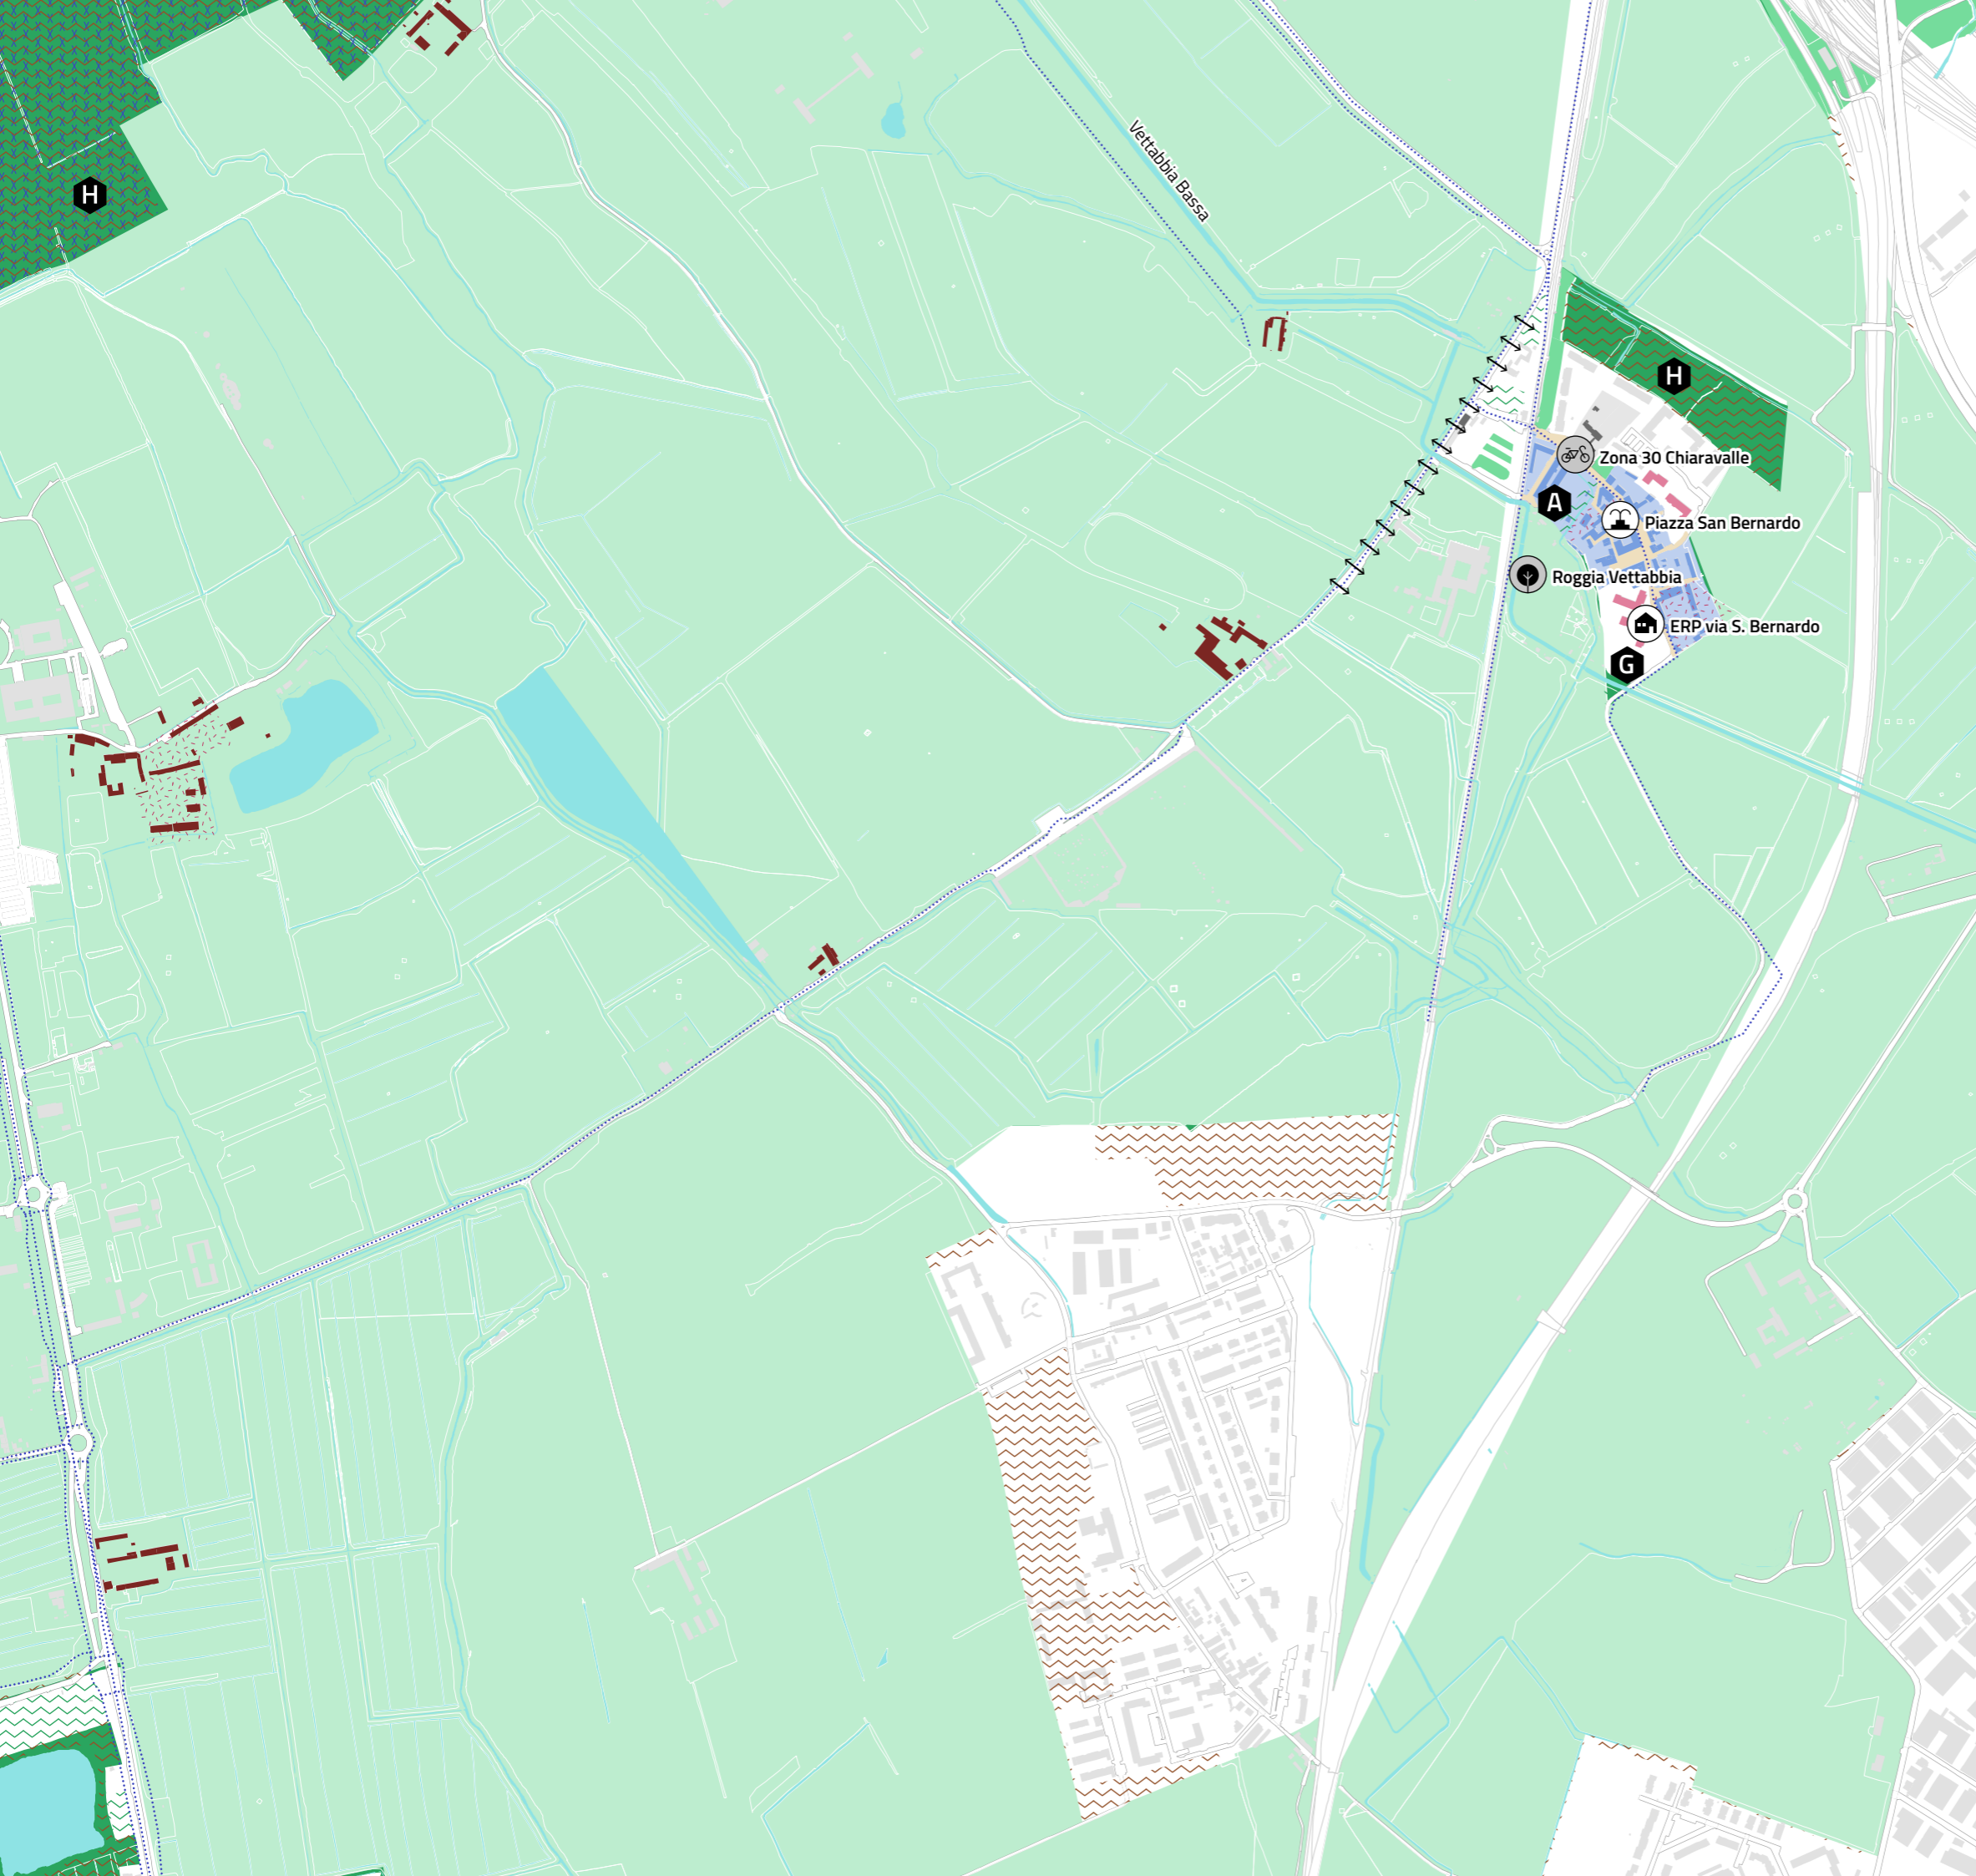 Vettabbia Bassa
H
H
Zona 30 Chiaravalle
A
Piazza San Bernardo
Roggia Vettabbia
ERP via S. Bernardo
G